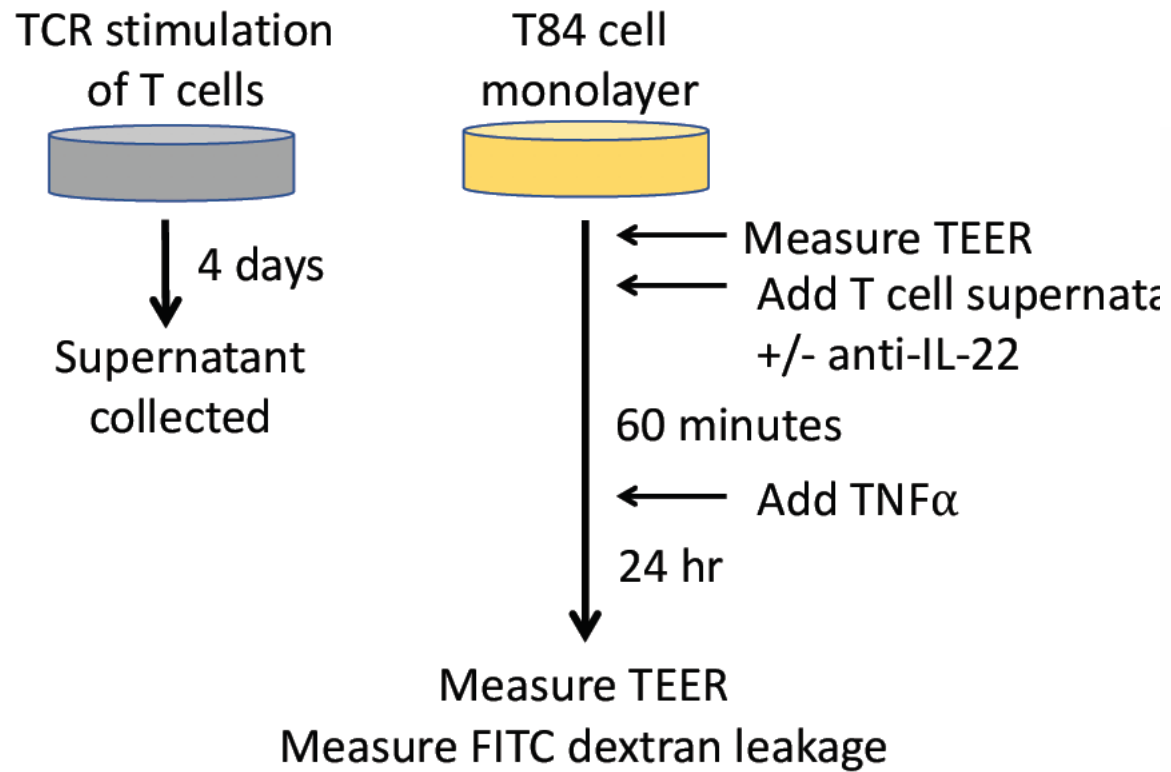 TCR stimulation
of T cells
4 days
Supernatant
collected
T84 cell
monolayer
Measure TEER
Add T cell supernata
+/- anti-IL-22
60 minutes
Add TNFα
24 hr
Measure TEER
Measure FITC dextran leakage